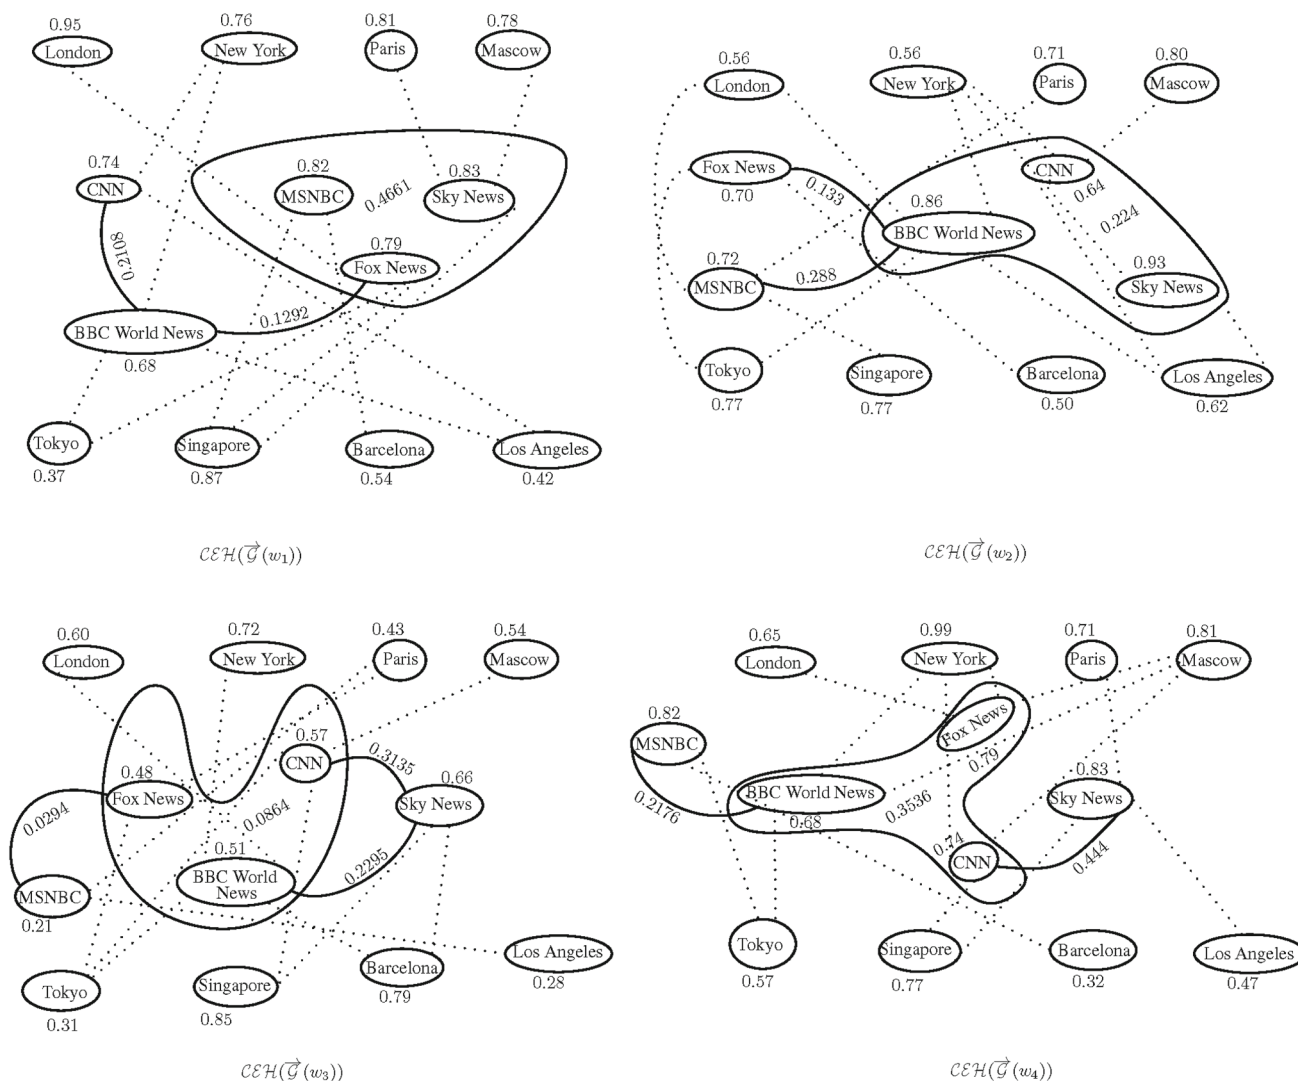 0.95
0.76
0.81
0.78
London
New York
Paris
Mascow
0.74
0.82
0.83
CNN
MSNBC
0.4661
Sky News
0.2108
0.79
Fox News
0.1292
BBC World News
0.68
Tokyo
Singapore
Barcelona
Los Angeles
0.37
0.87
0.54
0.42
𝒞ℰℋ(𝒢⃗(w₁))
0.56
0.56
0.71
0.80
London
New York
Paris
Mascow
Fox News
CNN
0.70
0.133
0.86
0.64
0.224
BBC World News
0.72
MSNBC
0.288
0.93
Sky News
Tokyo
Singapore
Barcelona
Los Angeles
0.77
0.77
0.50
0.62
𝒞ℰℋ(𝒢⃗(w₂))
0.60
0.72
0.43
0.54
London
New York
Paris
Mascow
0.57
CNN
0.3135
0.48
0.66
Fox News
Sky News
0.0294
0.0864
0.51
BBC World
News
0.2295
MSNBC
0.21
Tokyo
Singapore
Barcelona
Los Angeles
0.31
0.85
0.79
0.28
𝒞ℰℋ(𝒢⃗(w₃))
0.65
0.99
0.71
0.81
London
New York
Paris
Mascow
0.82
MSNBC
Fox News
0.79
0.83
BBC World News
Sky News
0.2176
0.68
0.3536
0.74
CNN
0.444
Tokyo
Singapore
Barcelona
Los Angeles
0.57
0.77
0.32
0.47
𝒞ℰℋ(𝒢⃗(w₄))